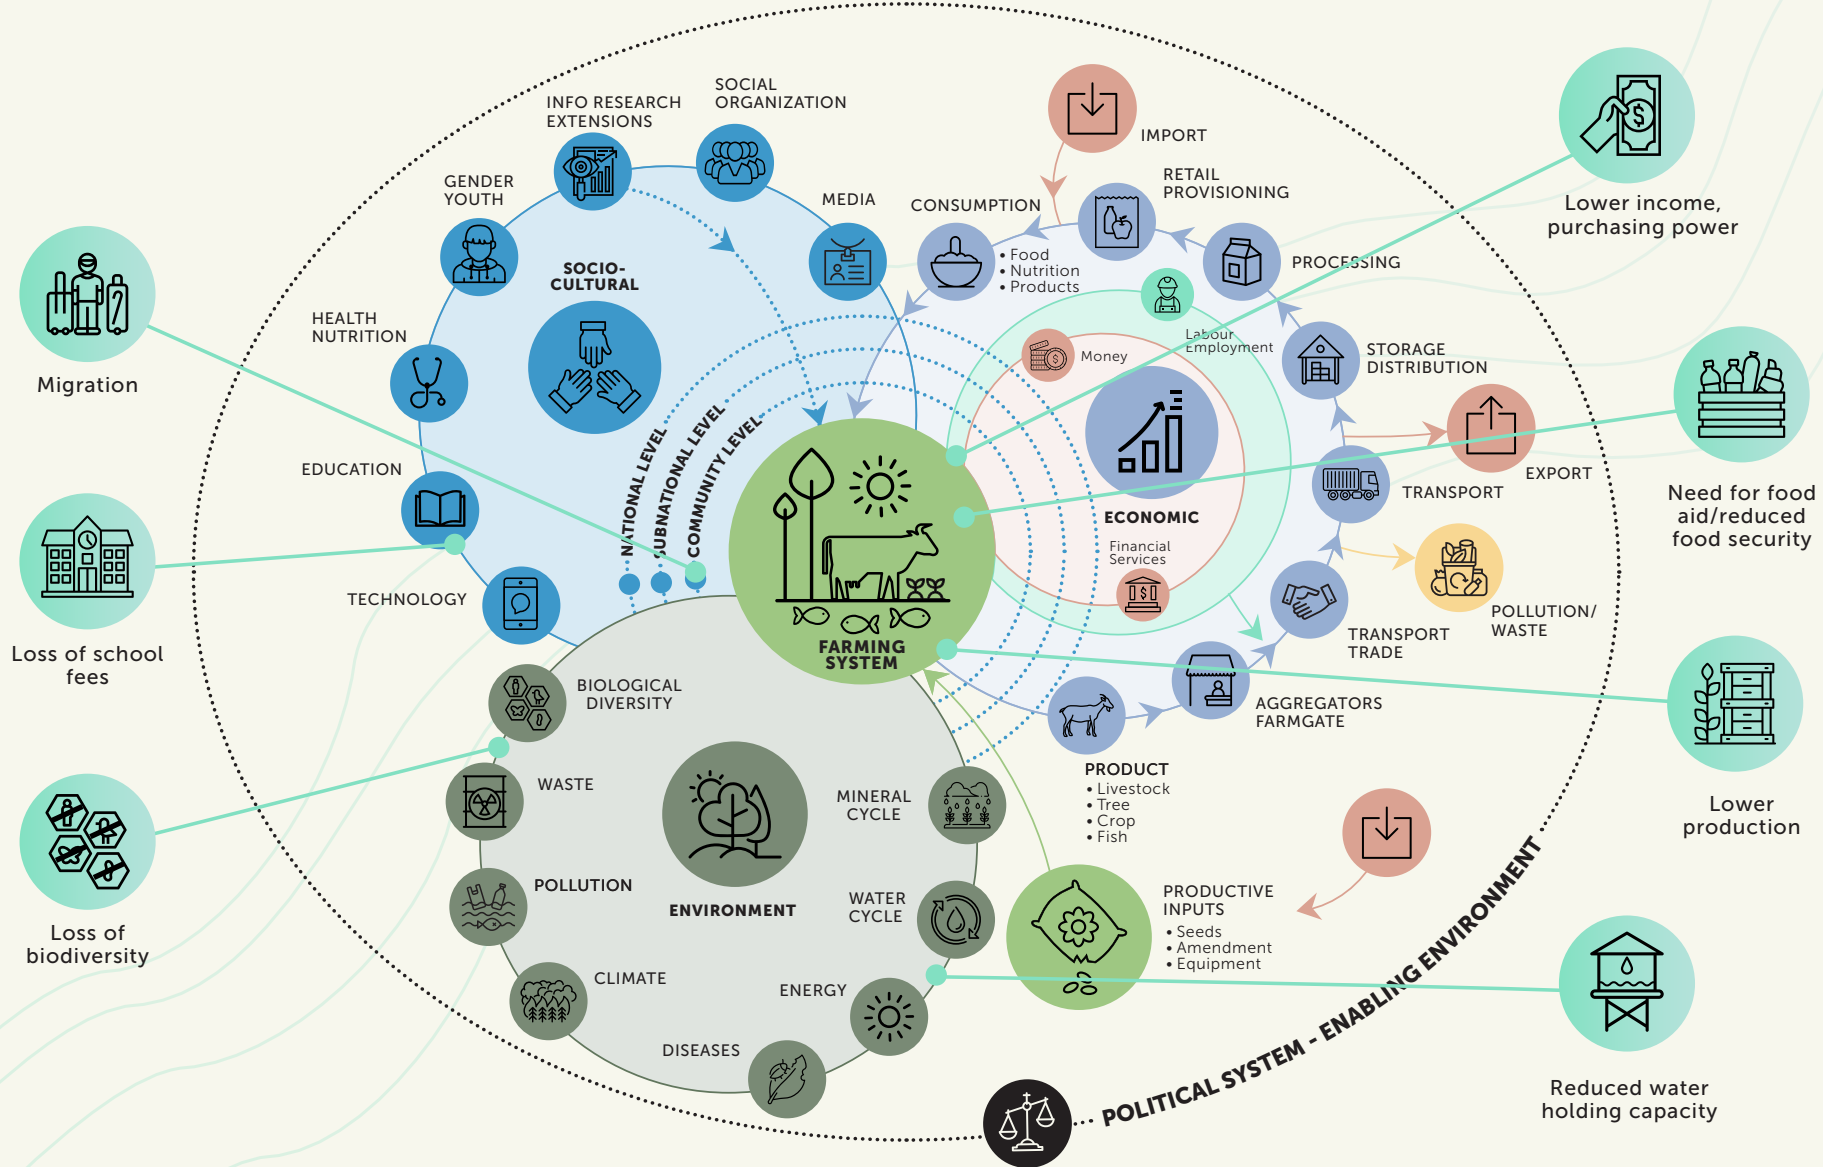 INFO RESEARCH
EXTENSIONS
SOCIAL
ORGANIZATION
GENDER
YOUTH
MEDIA
HEALTH
NUTRITION
SOCIO-
CULTURAL
EDUCATION
TECHNOLOGY
NATIONAL LEVEL
SUBNATIONAL LEVEL
COMMUNITY LEVEL
IMPORT
RETAIL
PROVISIONING
CONSUMPTION
• Food
• Nutrition
• Products
PROCESSING
Labour
Employment
Money
STORAGE
DISTRIBUTION
ECONOMIC
Financial
Services
TRANSPORT
EXPORT
POLLUTION/
WASTE
TRANSPORT
TRADE
AGGREGATORS
FARMGATE
PRODUCT
• Livestock
• Tree
• Crop
• Fish
FARMING
SYSTEM
BIOLOGICAL
DIVERSITY
WASTE
POLLUTION
CLIMATE
DISEASES
ENERGY
WATER
CYCLE
MINERAL
CYCLE
ENVIRONMENT
PRODUCTIVE
INPUTS
• Seeds
• Amendment
• Equipment
POLITICAL SYSTEM - ENABLING ENVIRONMENT
Migration
Loss of school
fees
Loss of
biodiversity
Lower income,
purchasing power
Need for food
aid/reduced
food security
Lower
production
Reduced water
holding capacity